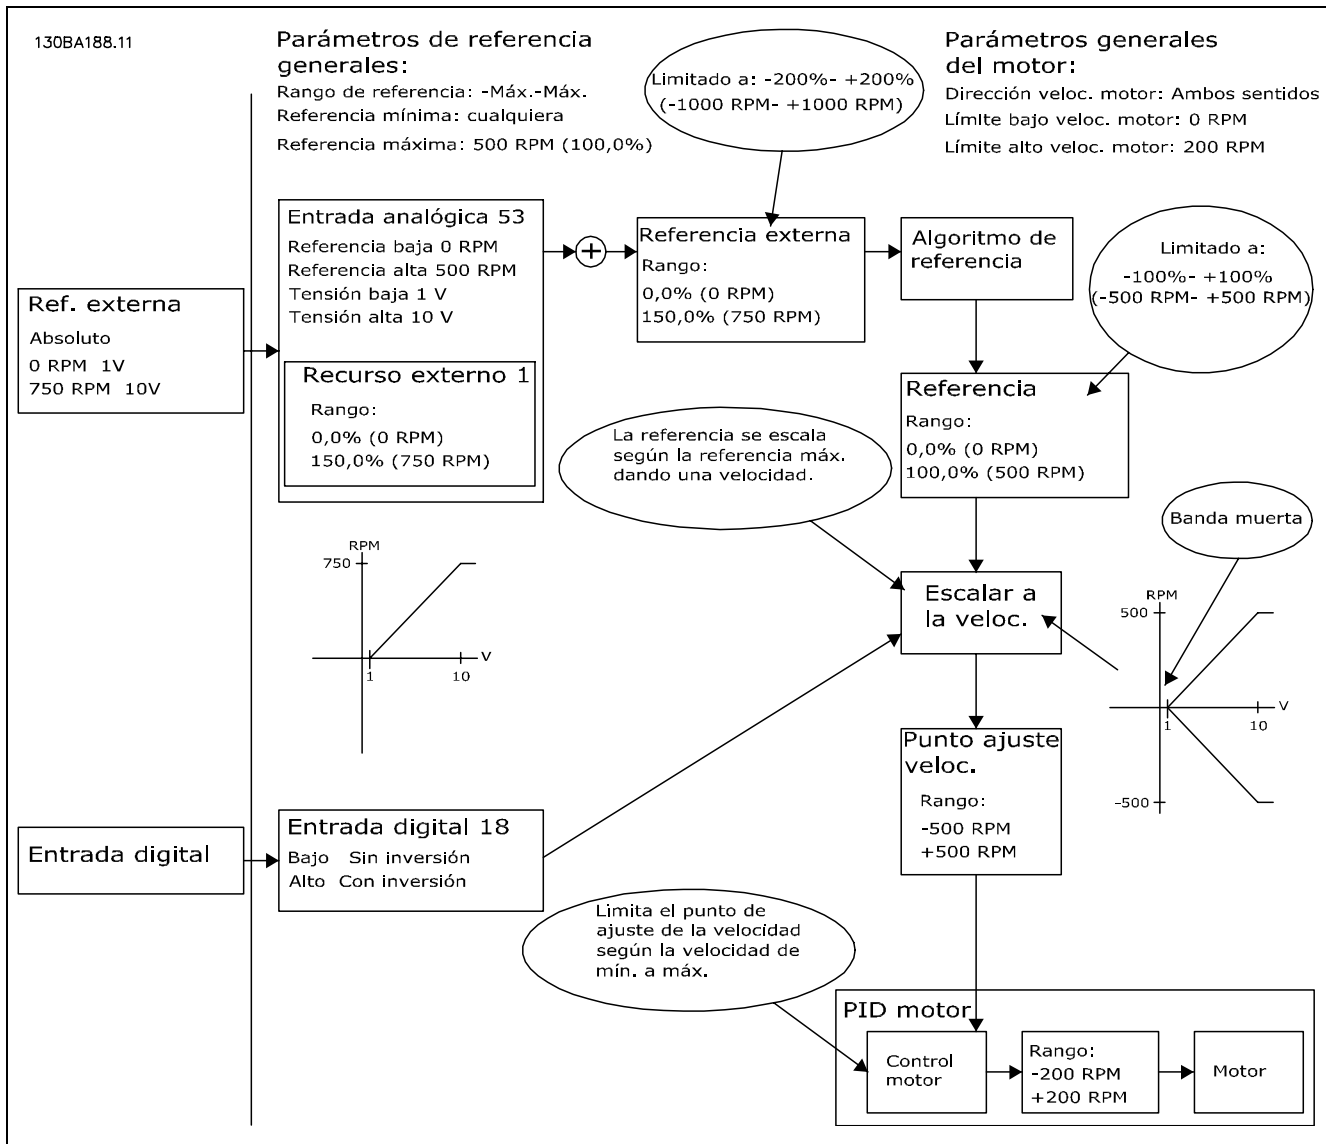 130BA188.11
Parámetros de referencia
generales:
Rango de referencia: -Máx.-Máx.
Referencia mínima: cualquiera
Referencia máxima: 500 RPM (100,0%)
Limitado a: -200%- +200%
(-1000 RPM- +1000 RPM)
Parámetros generales
del motor:
Dirección veloc. motor: Ambos sentidos
Límite bajo veloc. motor: 0 RPM
Límite alto veloc. motor: 200 RPM
Ref. externa
Absoluto
0 RPM 1V
750 RPM 10V
Entrada analógica 53
Referencia baja 0 RPM
Referencia alta 500 RPM
Tensión baja 1 V
Tensión alta 10 V
Recurso externo 1
Rango:
0,0% (0 RPM)
150,0% (750 RPM)
+
Referencia externa
Rango:
0,0% (0 RPM)
150,0% (750 RPM)
Algoritmo de
referencia
Limitado a:
-100%- +100%
(-500 RPM- +500 RPM)
Referencia
Rango:
0,0% (0 RPM)
100,0% (500 RPM)
La referencia se escala
según la referencia máx.
dando una velocidad.
Banda muerta
RPM
750
V
1
10
Escalar a
la veloc.
RPM
500
V
1
10
-500
Punto ajuste
veloc.
Rango:
-500 RPM
+500 RPM
Entrada digital
Entrada digital 18
Bajo Sin inversión
Alto Con inversión
Limita el punto de
ajuste de la velocidad
según la velocidad de
mín. a máx.
PID motor
Control
motor
Rango:
-200 RPM
+200 RPM
Motor